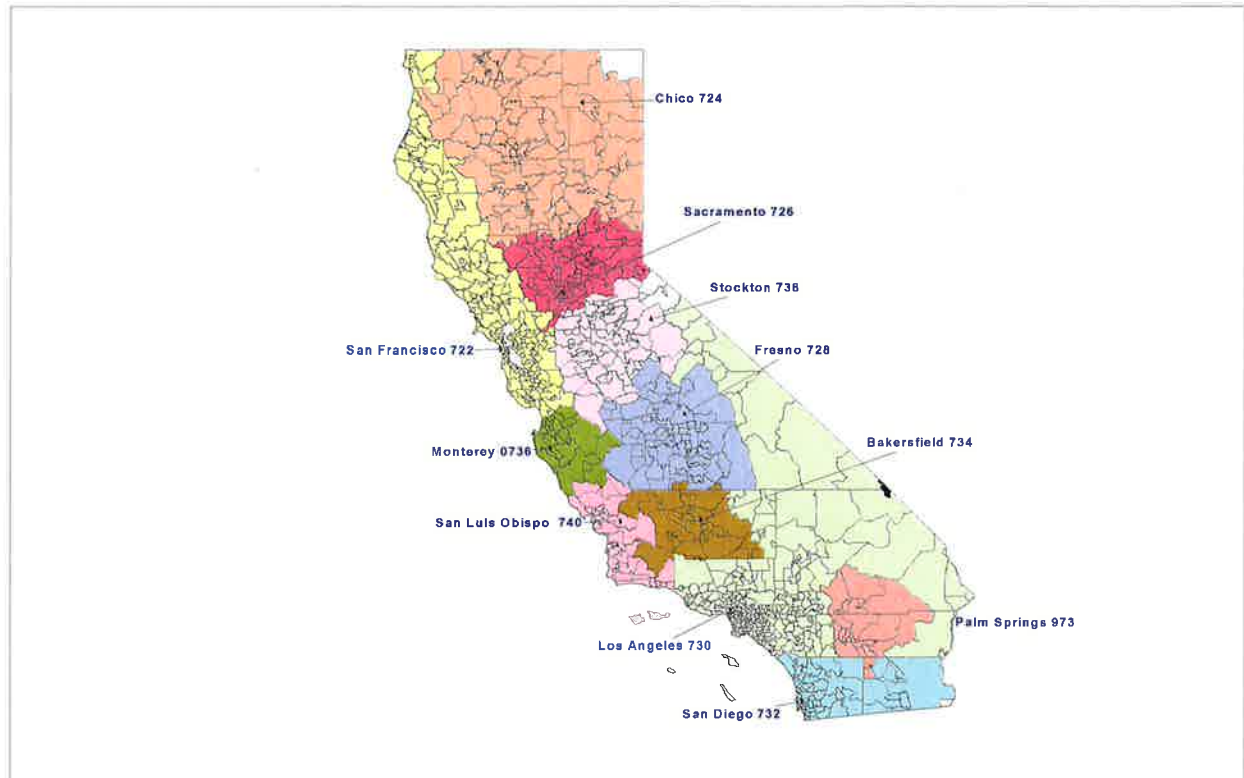 Chico 724
Sacramento 726
Stockton 738
Fresno 728
San Francisco 722
Bakersfield 734
Monterey 0736
San Luis Obispo 740
Palm Springs 973
Los Angeles 730
San Diego 732